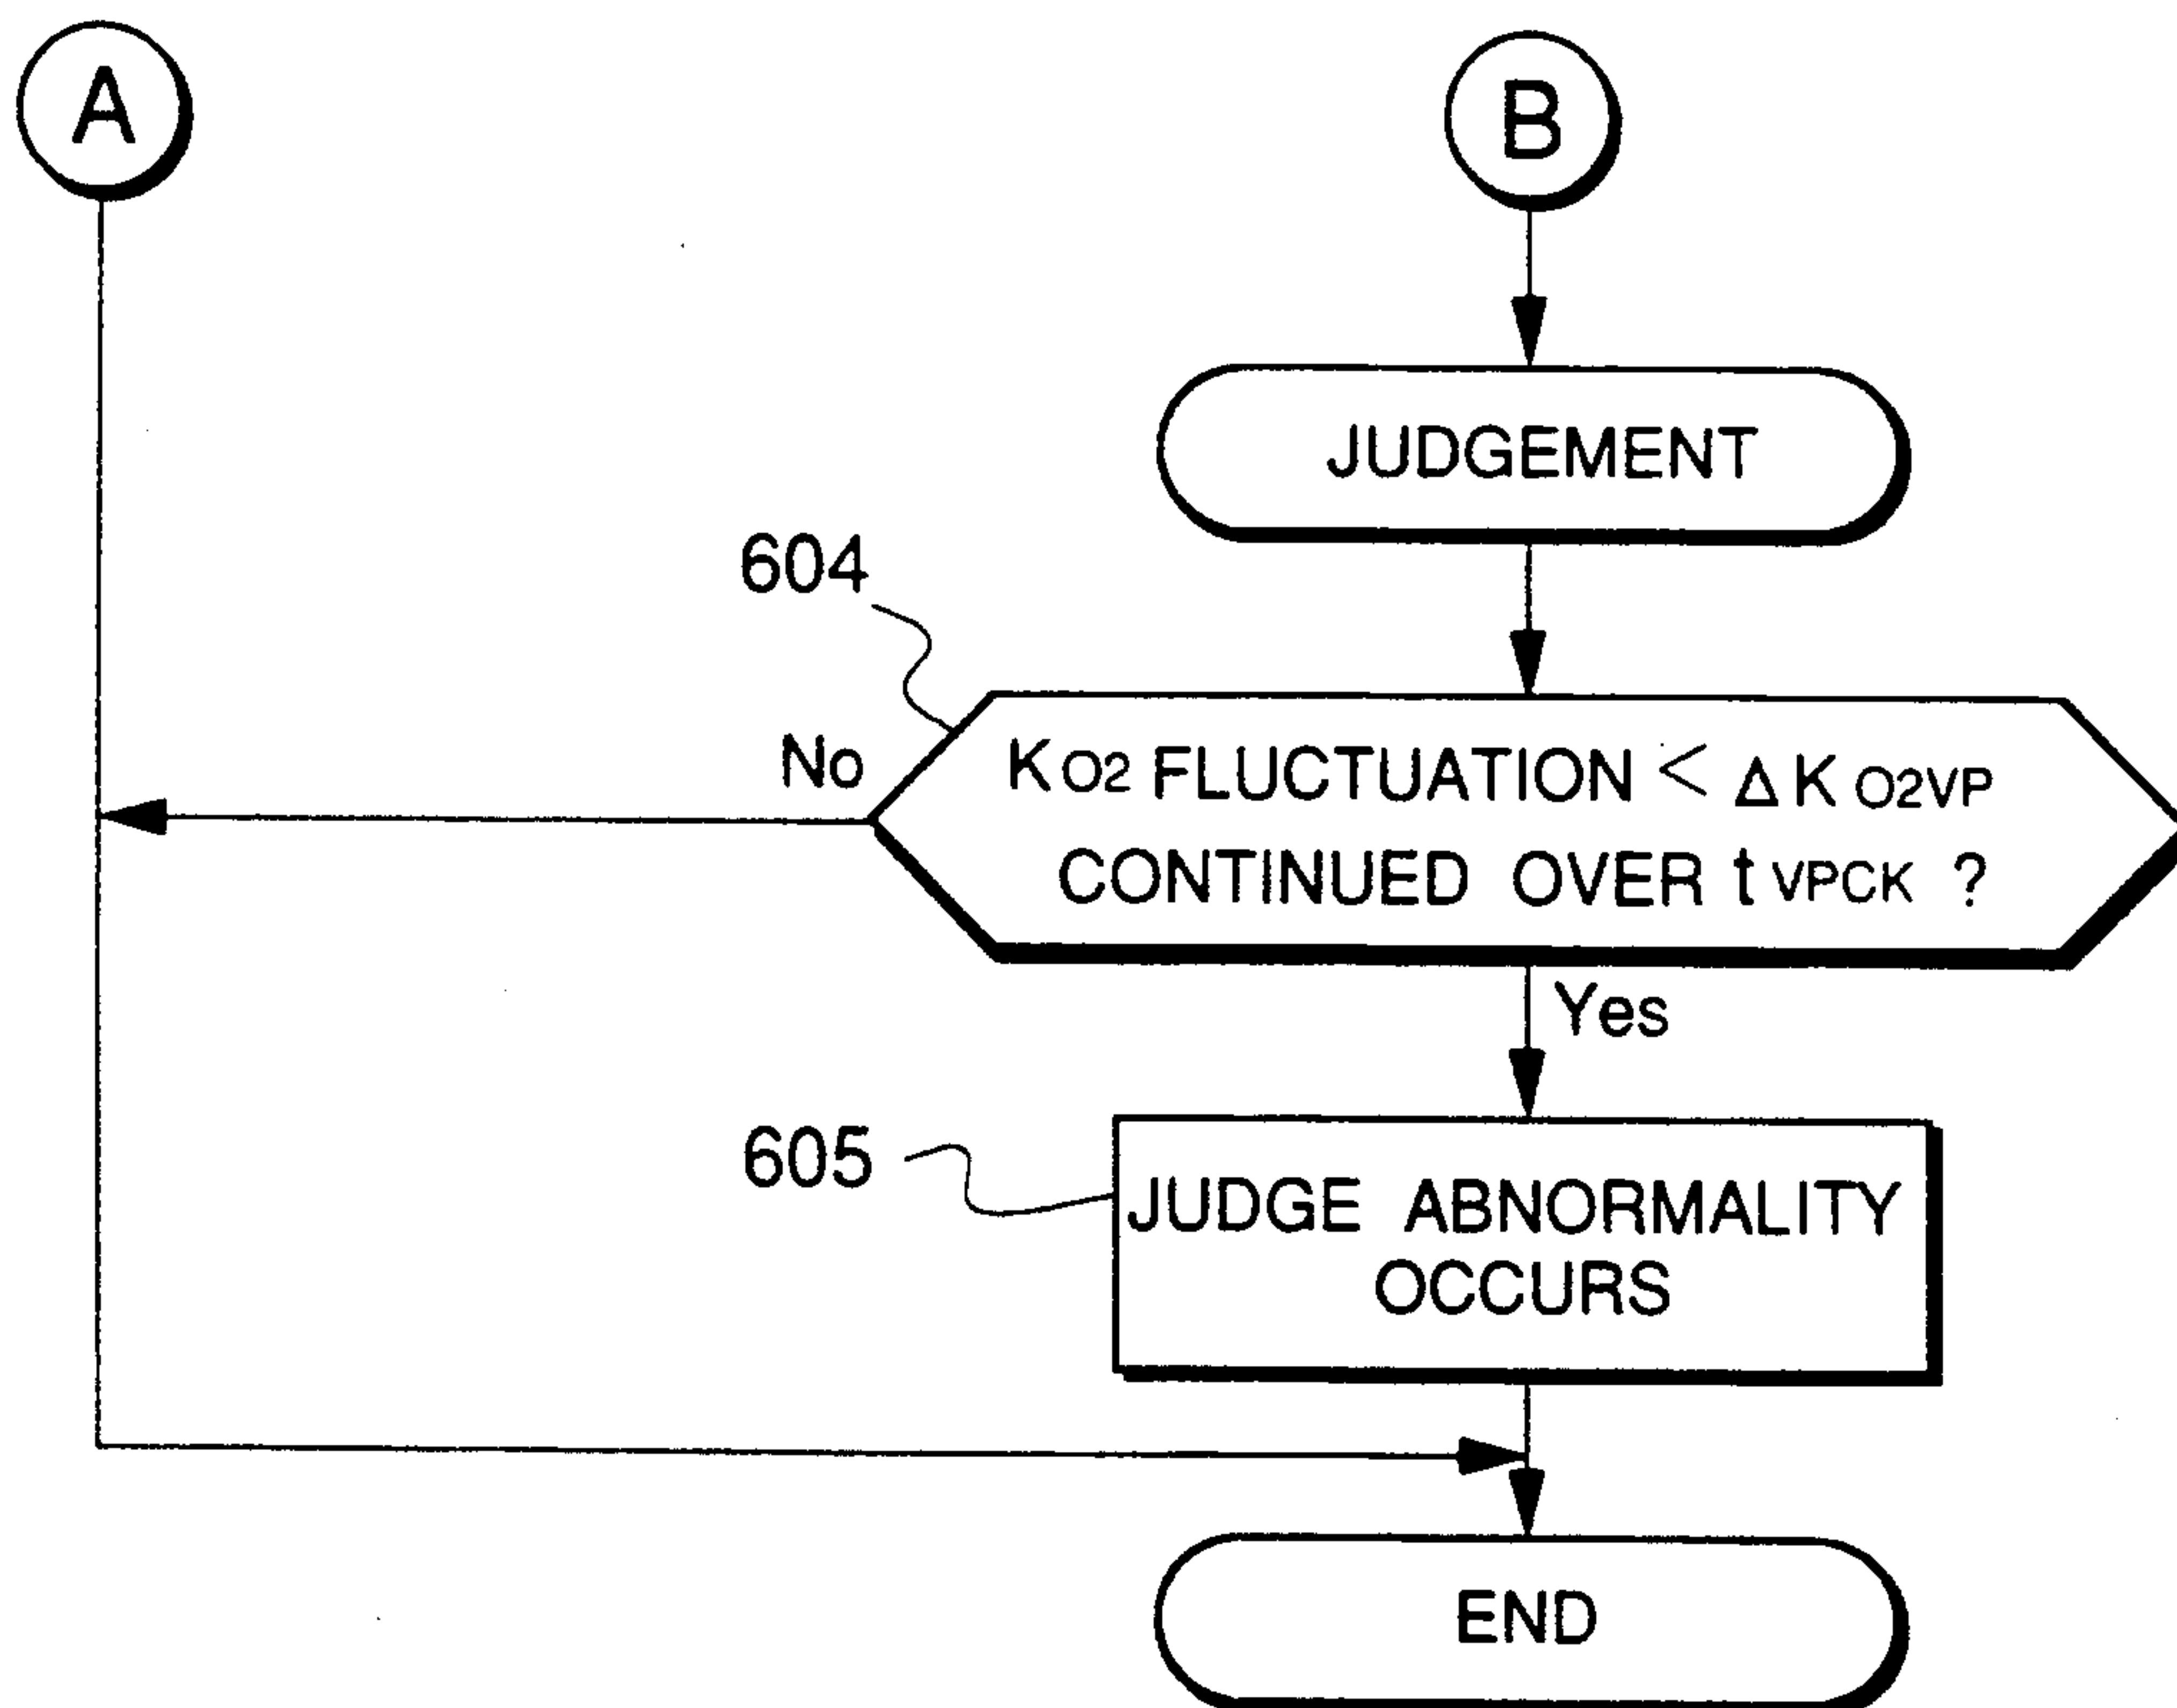 A
B
JUDGEMENT
604
No
KO2 FLUCTUATION < ΔKO2VP
CONTINUED OVER tVPCK ?
Yes
605
JUDGE ABNORMALITY
OCCURS
END